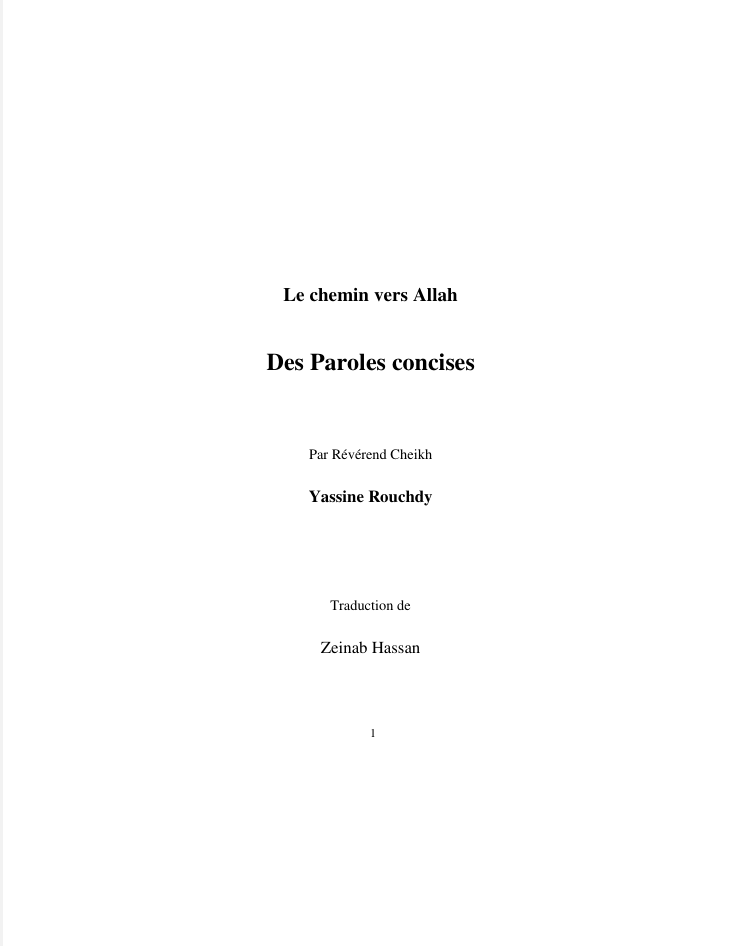 Le chemin vers Allah
Des Paroles concises
Par Révérend Cheikh
Yassine Rouchdy
Traduction de
Zeinab Hassan
1